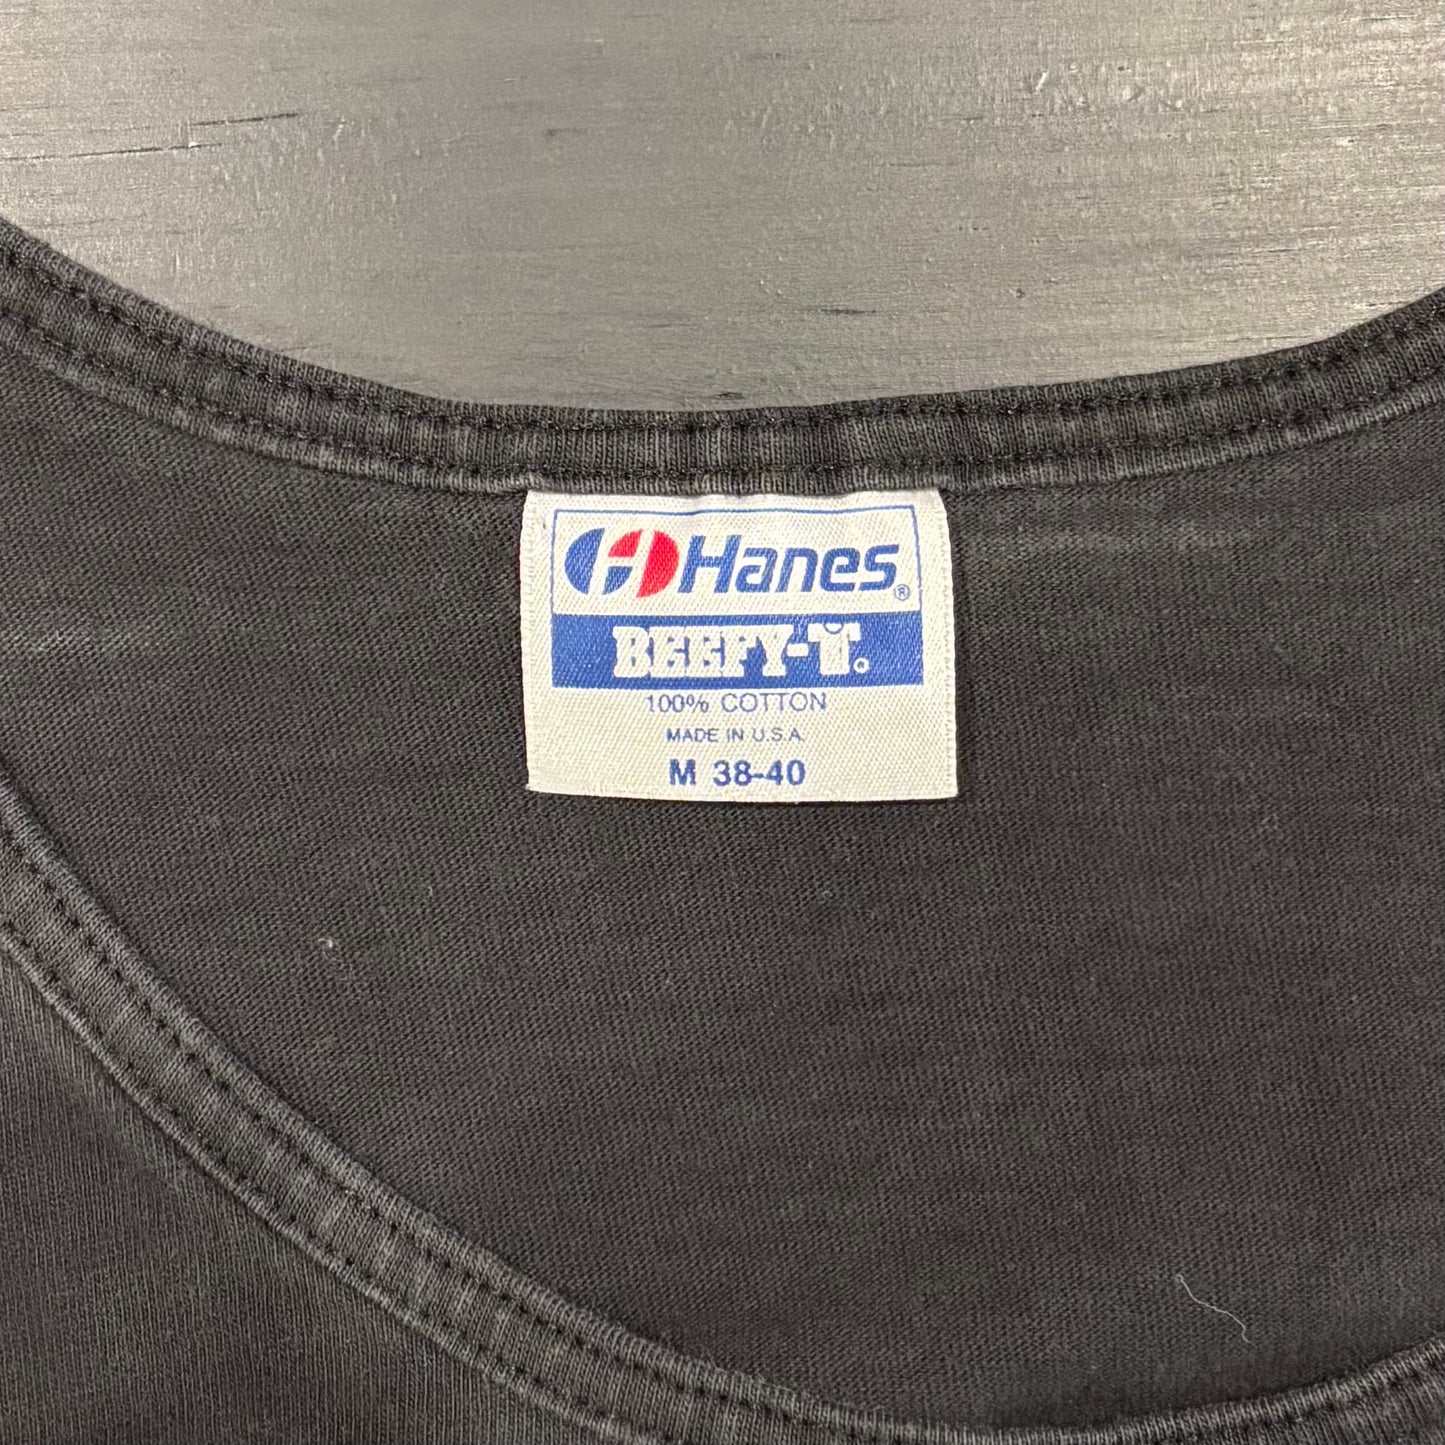 Hanes®
BEEFY-T®
100% COTTON
MADE IN U.S.A.
M 38-40